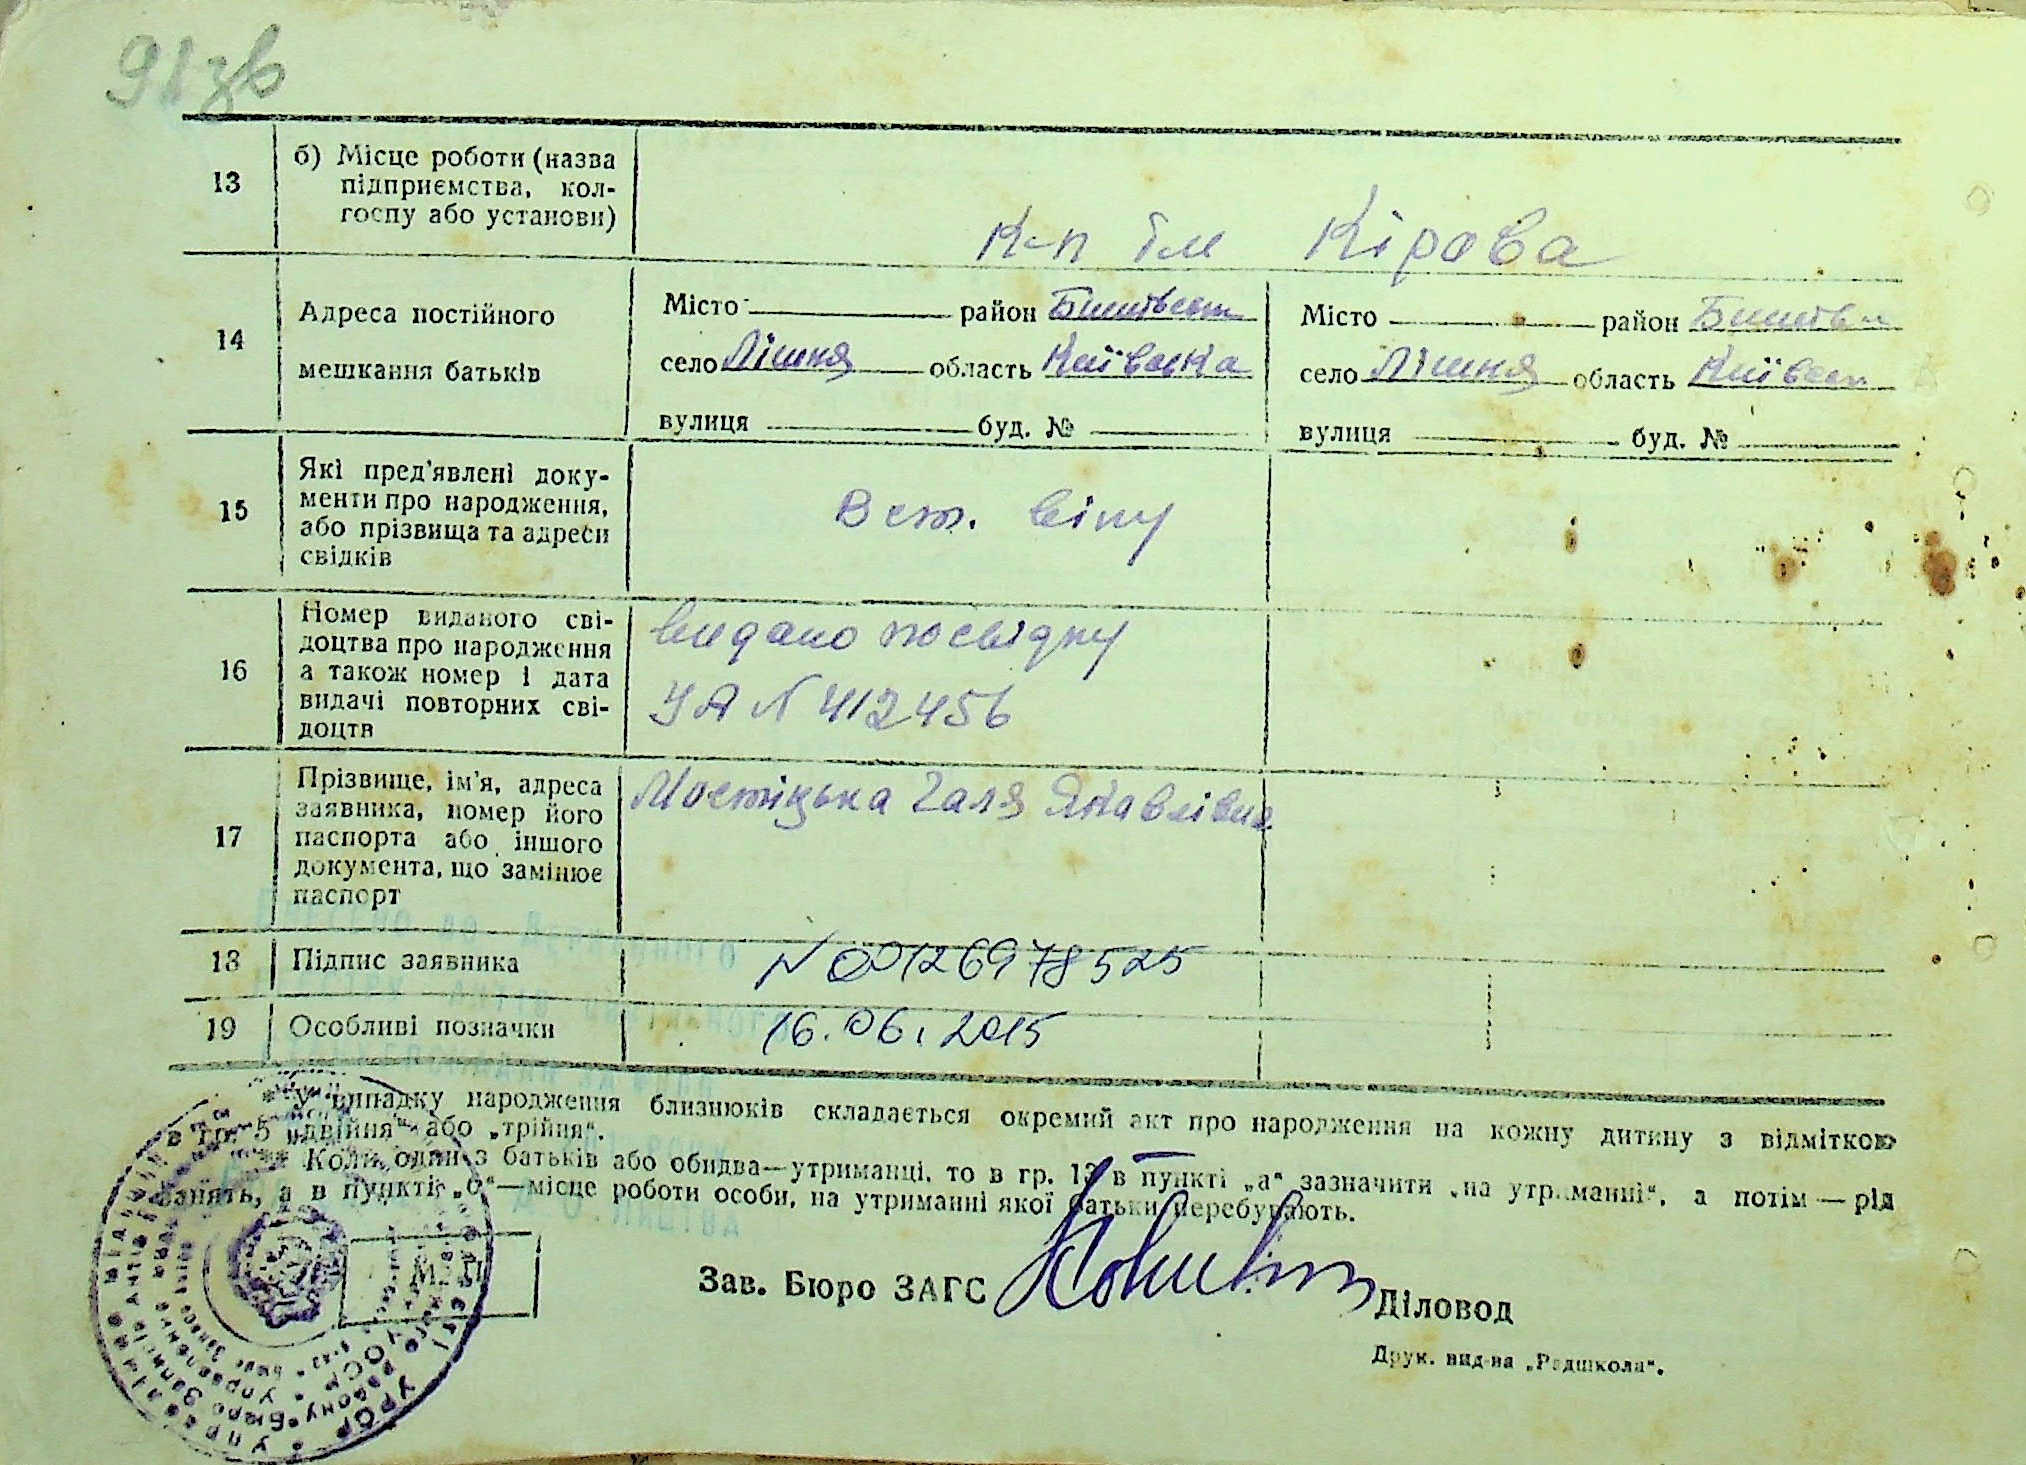 91зв
13
б) Місце роботи (назва
підприємства, кол-
госпу або установи)
К-п ім Кірова
14
Адреса постійного
мешкання батьків
Місто район
село Лішня область Київська
вулиця буд. №
Місто район
село Лішня область
вулиця буд. №
15
Які пред'явлені доку-
менти про народження,
або прізвища та адреси
свідків
В ст. віпу
16
Номер виданого сві-
доцтва про народження
а також номер і дата
видачі повторних сві-
доцтв
видано посвідку
УА N 412456
17
Прізвище, ім'я, адреса
заявника, номер його
паспорта або іншого
документа, що замінює
паспорт
Мостіцька Галя
18
Підпис заявника
N 00126978525
19
Особливі позначки
16.06.2015
* У випадку народження близнюків складається окремий акт про народження на кожну дитину з відміткою
в гр. 5 „двійня“ або „трійня“.
** Коли один з батьків або обидва—утриманці, то в гр. 13 в пункті „а“ зазначити „на утриманні“, а потім — рід
занять, а в пункті „б“—місце роботи особи, на утриманні якої батьки перебувають.
М. П.
Зав. Бюро ЗАГС
Діловод
Друк. вид-ва „Радшкола“.